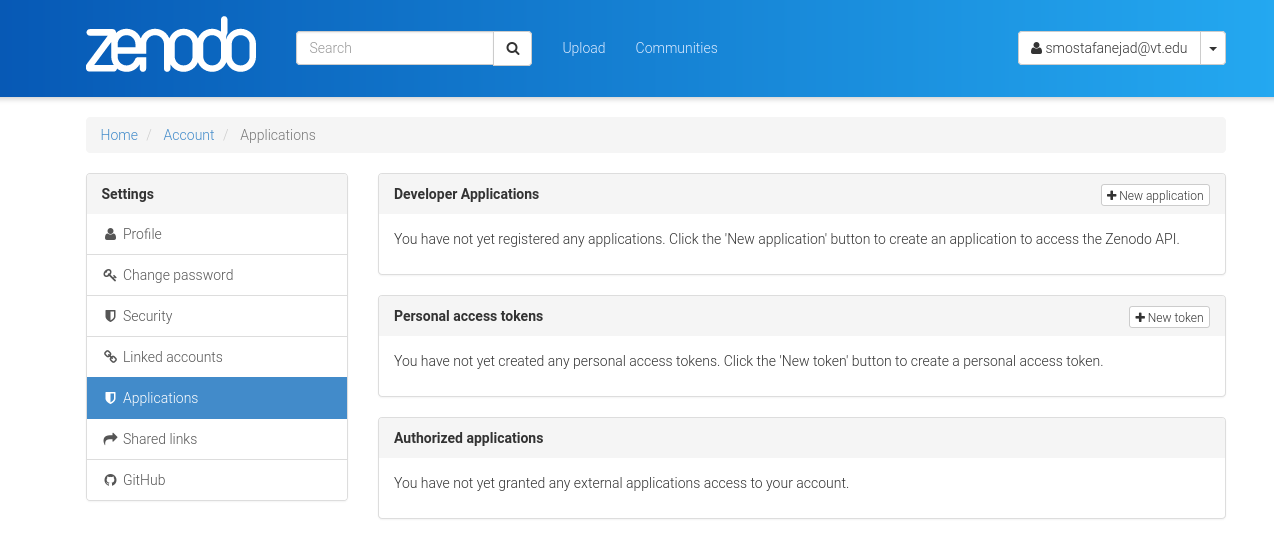 zenodo
Search
Upload
Communities
smostafanejad@vt.edu
Home / Account / Applications
Settings
Profile
Change password
Security
Linked accounts
Applications
Shared links
GitHub
Developer Applications
New application
You have not yet registered any applications. Click the 'New application' button to create an application to access the Zenodo API.
Personal access tokens
New token
You have not yet created any personal access tokens. Click the 'New token' button to create a personal access token.
Authorized applications
You have not yet granted any external applications access to your account.